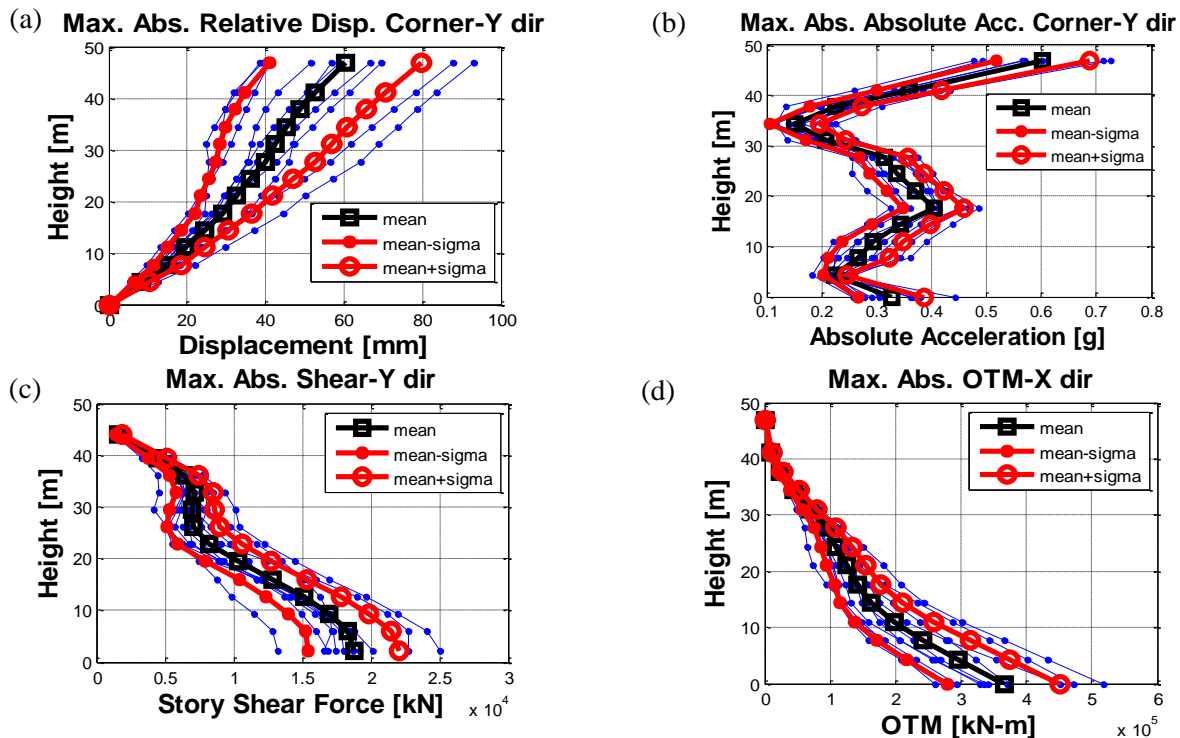 (a) Max. Abs. Relative Disp. Corner-Y dir
50
40
30
20
10
0
Height [m]
mean
mean-sigma
mean+sigma
0 20 40 60 80 100
Displacement [mm]
(b) Max. Abs. Absolute Acc. Corner-Y dir
50
40
30
20
10
0
Height [m]
mean
mean-sigma
mean+sigma
0.1 0.2 0.3 0.4 0.5 0.6 0.7 0.8
Absolute Acceleration [g]
(c) Max. Abs. Shear-Y dir
50
40
30
20
10
0
Height [m]
mean
mean-sigma
mean+sigma
0 0.5 1 1.5 2 2.5 3
Story Shear Force [kN] x 10^4
(d) Max. Abs. OTM-X dir
50
40
30
20
10
0
Height [m]
mean
mean-sigma
mean+sigma
0 1 2 3 4 5 6
OTM [kN-m] x 10^5